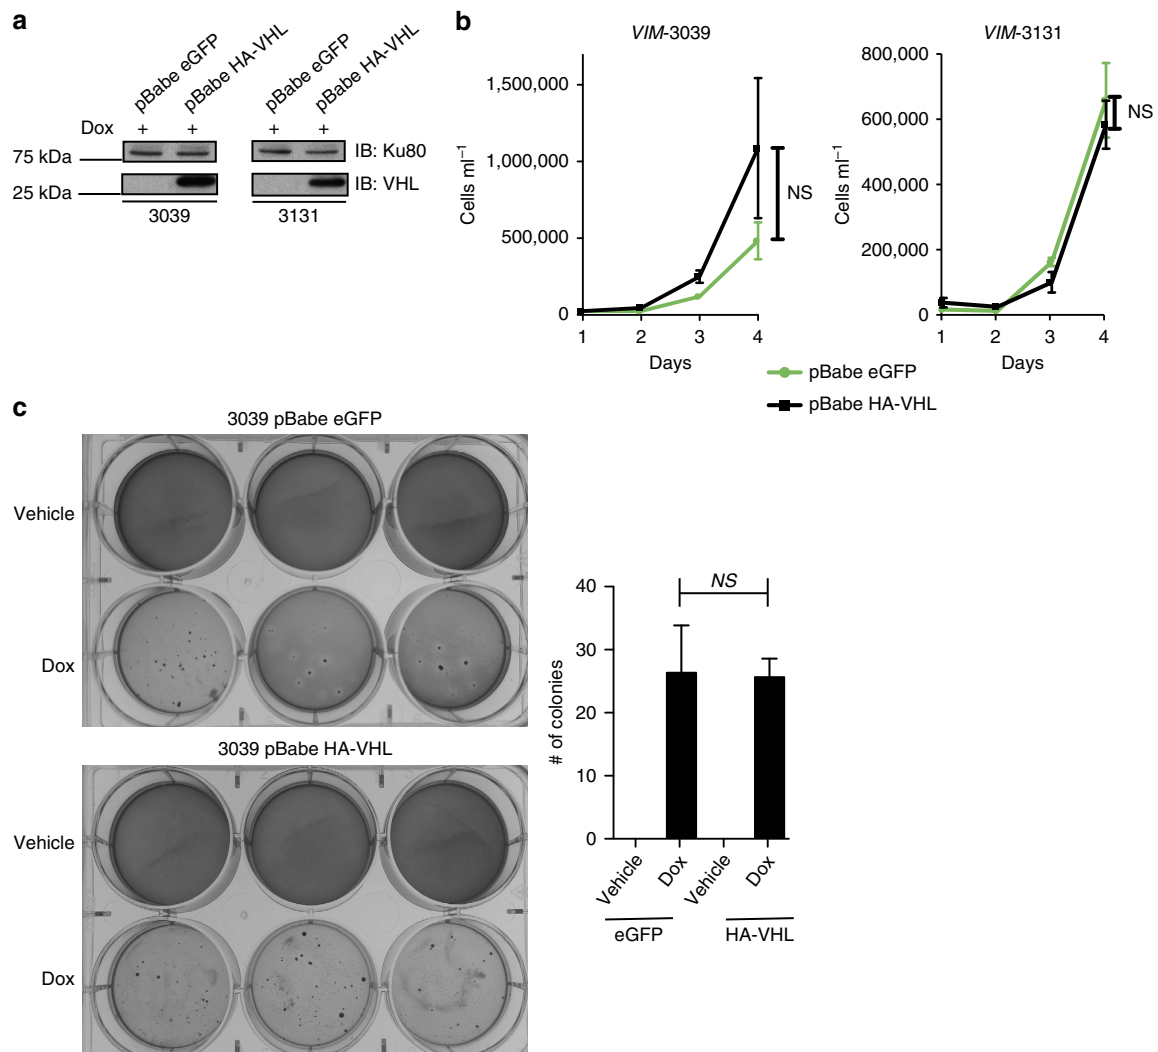 a
pBabe eGFP
pBabe HA-VHL
pBabe eGFP
pBabe HA-VHL
Dox + + + +
75 kDa
IB: Ku80
25 kDa
IB: VHL
3039
3131
b
VIM-3039
Cells ml⁻¹
1,500,000
1,000,000
500,000
0
NS
1 2 3 4
Days
VIM-3131
Cells ml⁻¹
800,000
600,000
400,000
200,000
0
NS
1 2 3 4
Days
pBabe eGFP
pBabe HA-VHL
c
3039 pBabe eGFP
Vehicle
Dox
3039 pBabe HA-VHL
Vehicle
Dox
# of colonies
40
30
20
10
0
NS
Vehicle
Dox
Vehicle
Dox
eGFP
HA-VHL